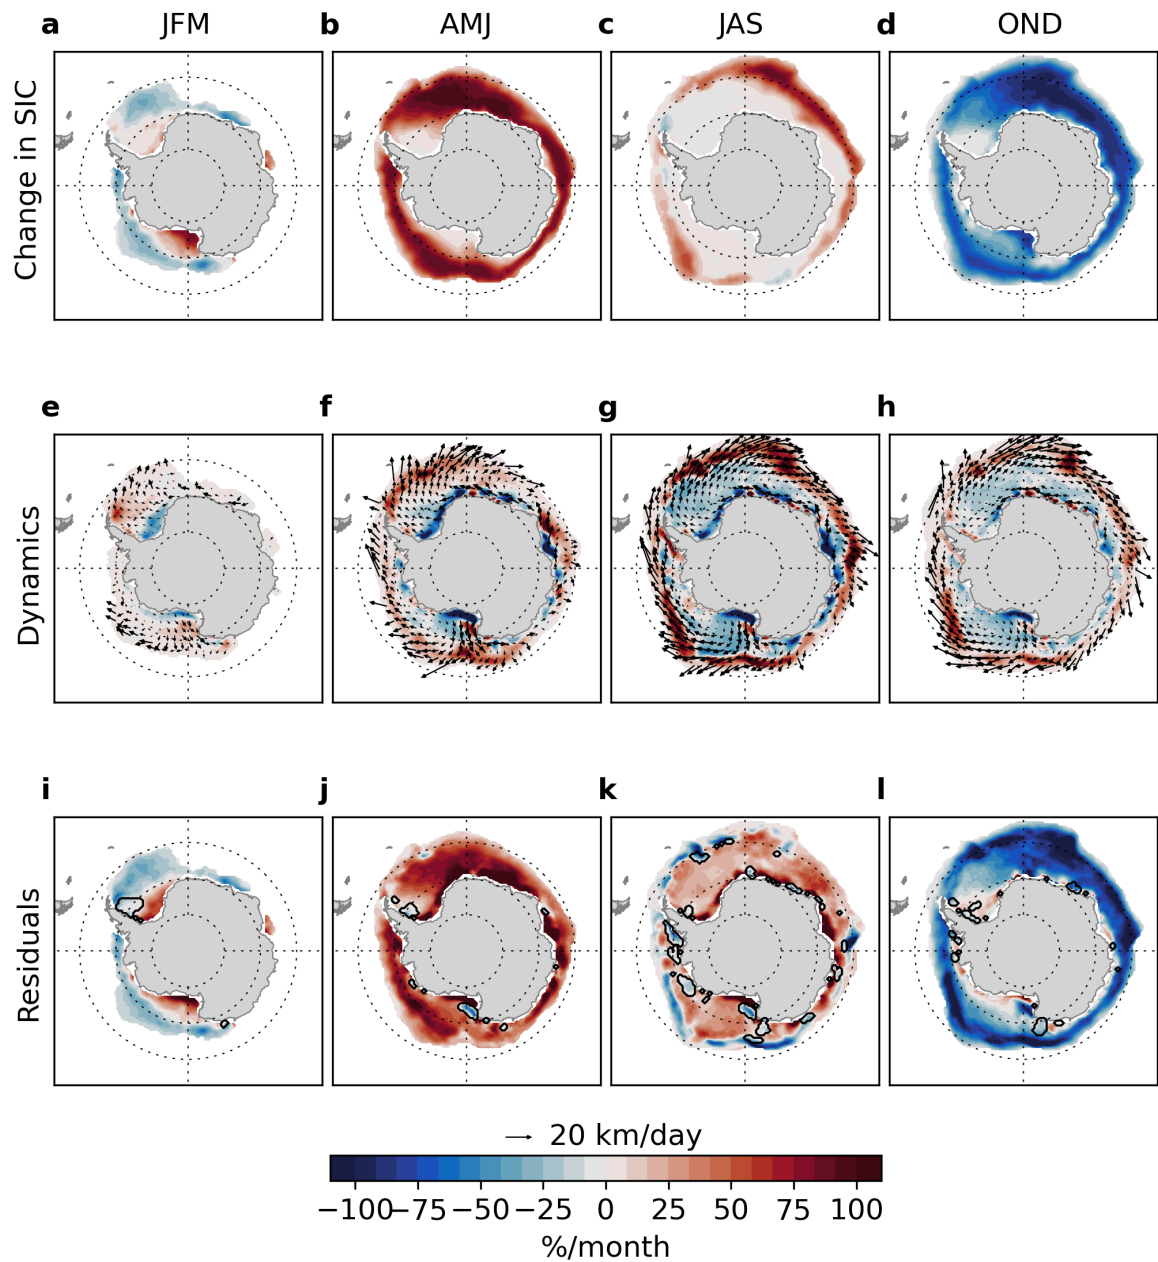 a JFM b AMJ c JAS d OND
Change in SIC
e f g h
Dynamics
i j k l
Residuals
20 km/day
−100 −75 −50 −25 0 25 50 75 100
%/month